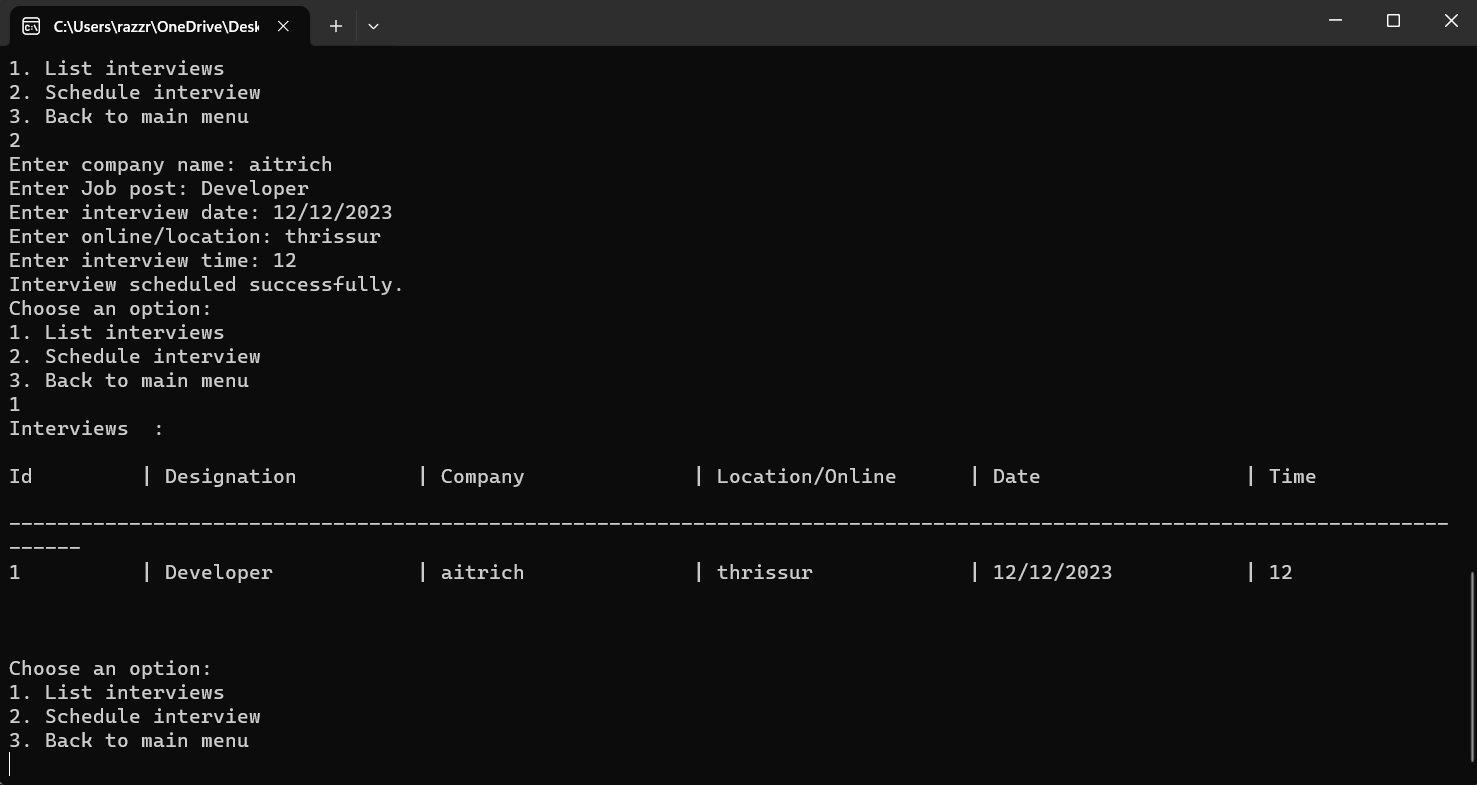 C:\Users\razzr\OneDrive\Desk
1. List interviews
2. Schedule interview
3. Back to main menu
2
Enter company name: aitrich
Enter Job post: Developer
Enter interview date: 12/12/2023
Enter online/location: thrissur
Enter interview time: 12
Interview scheduled successfully.
Choose an option:
1. List interviews
2. Schedule interview
3. Back to main menu
1
Interviews  :
Id           | Designation          | Company              | Location/Online      | Date                 | Time
------------------------------------------------------------------------------------------------------------------------
------
1            | Developer            | aitrich              | thrissur             | 12/12/2023           | 12
Choose an option:
1. List interviews
2. Schedule interview
3. Back to main menu